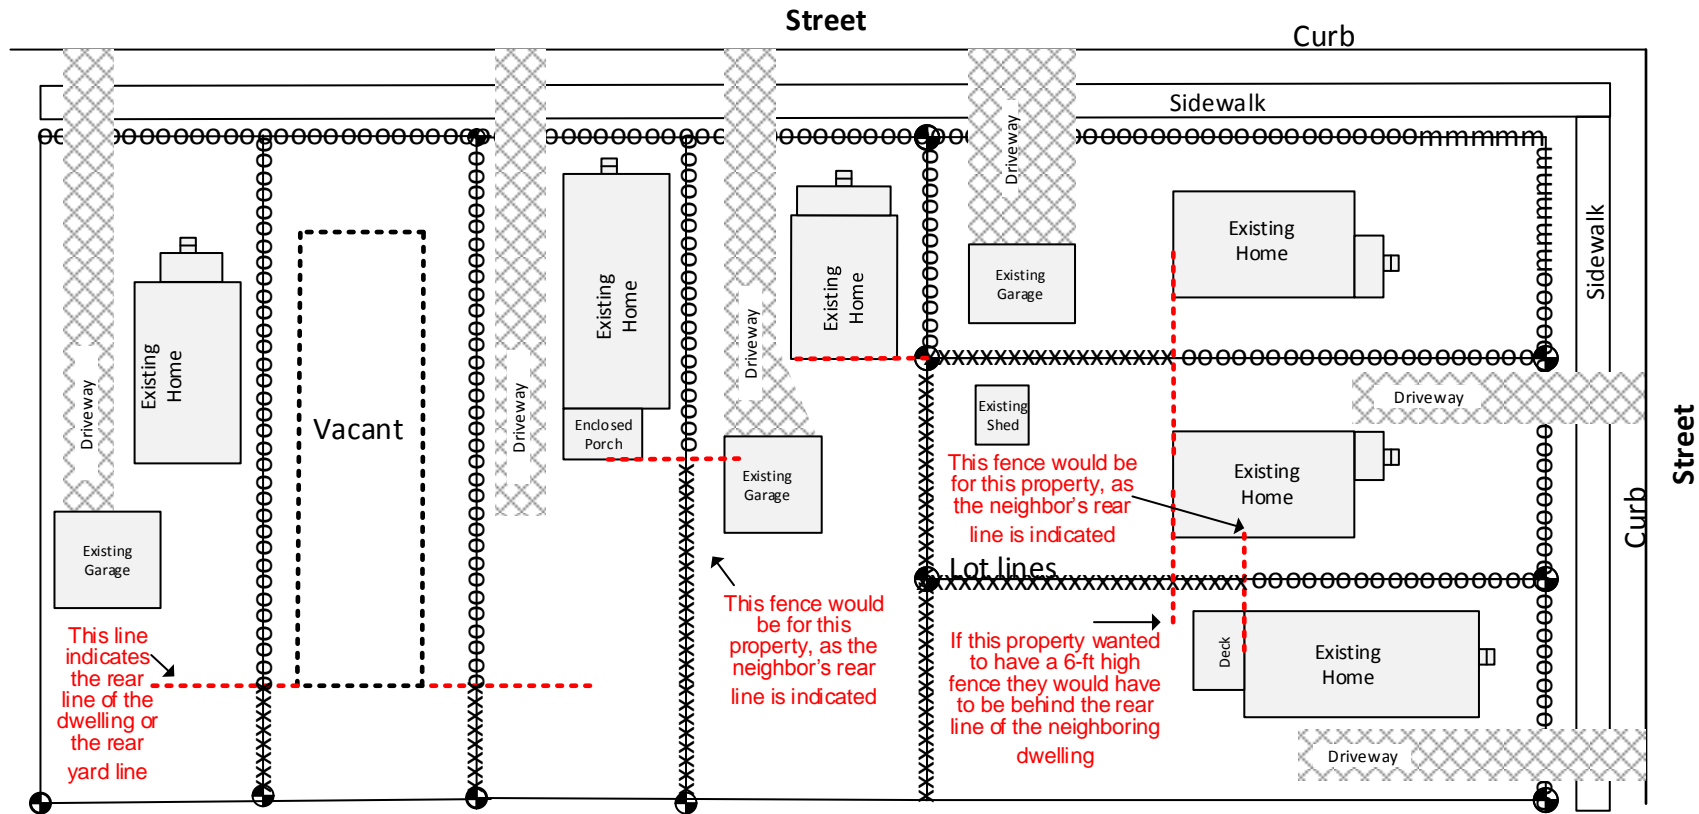 Street
Curb
Sidewalk
Driveway
Driveway
Driveway
Driveway
Existing
Home
Existing
Garage
This line
indicates
the rear
line of the
dwelling or
the rear
yard line
Vacant
Existing
Home
Enclosed
Porch
Existing
Garage
This fence would
be for this
property, as the
neighbor's rear
line is indicated
Existing
Home
Existing
Garage
Existing
Home
Existing
Shed
This fence would be
for this property, as
the neighbor's rear
line is indicated
Existing
Home
Driveway
Lot lines
If this property wanted
to have a 6-ft high
fence they would have
to be behind the rear
line of the neighboring
dwelling
Deck
Existing
Home
Driveway
Sidewalk
Curb
Street
oooooooooooooooooooooooooooooooooooooooo
mmmmmm
xxxxxxxxxxxxxx